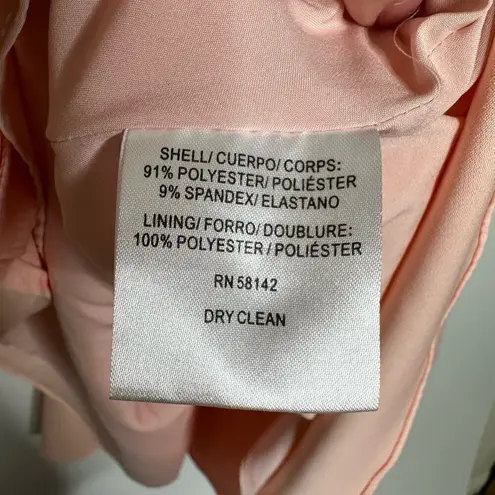 SHELL/ CUERPO/ CORPS:
91% POLYESTER/ POLIÉSTER
9% SPANDEX/ ELASTANO
LINING/ FORRO/ DOUBLURE:
100% POLYESTER / POLIÉSTER
RN 58142
DRY CLEAN